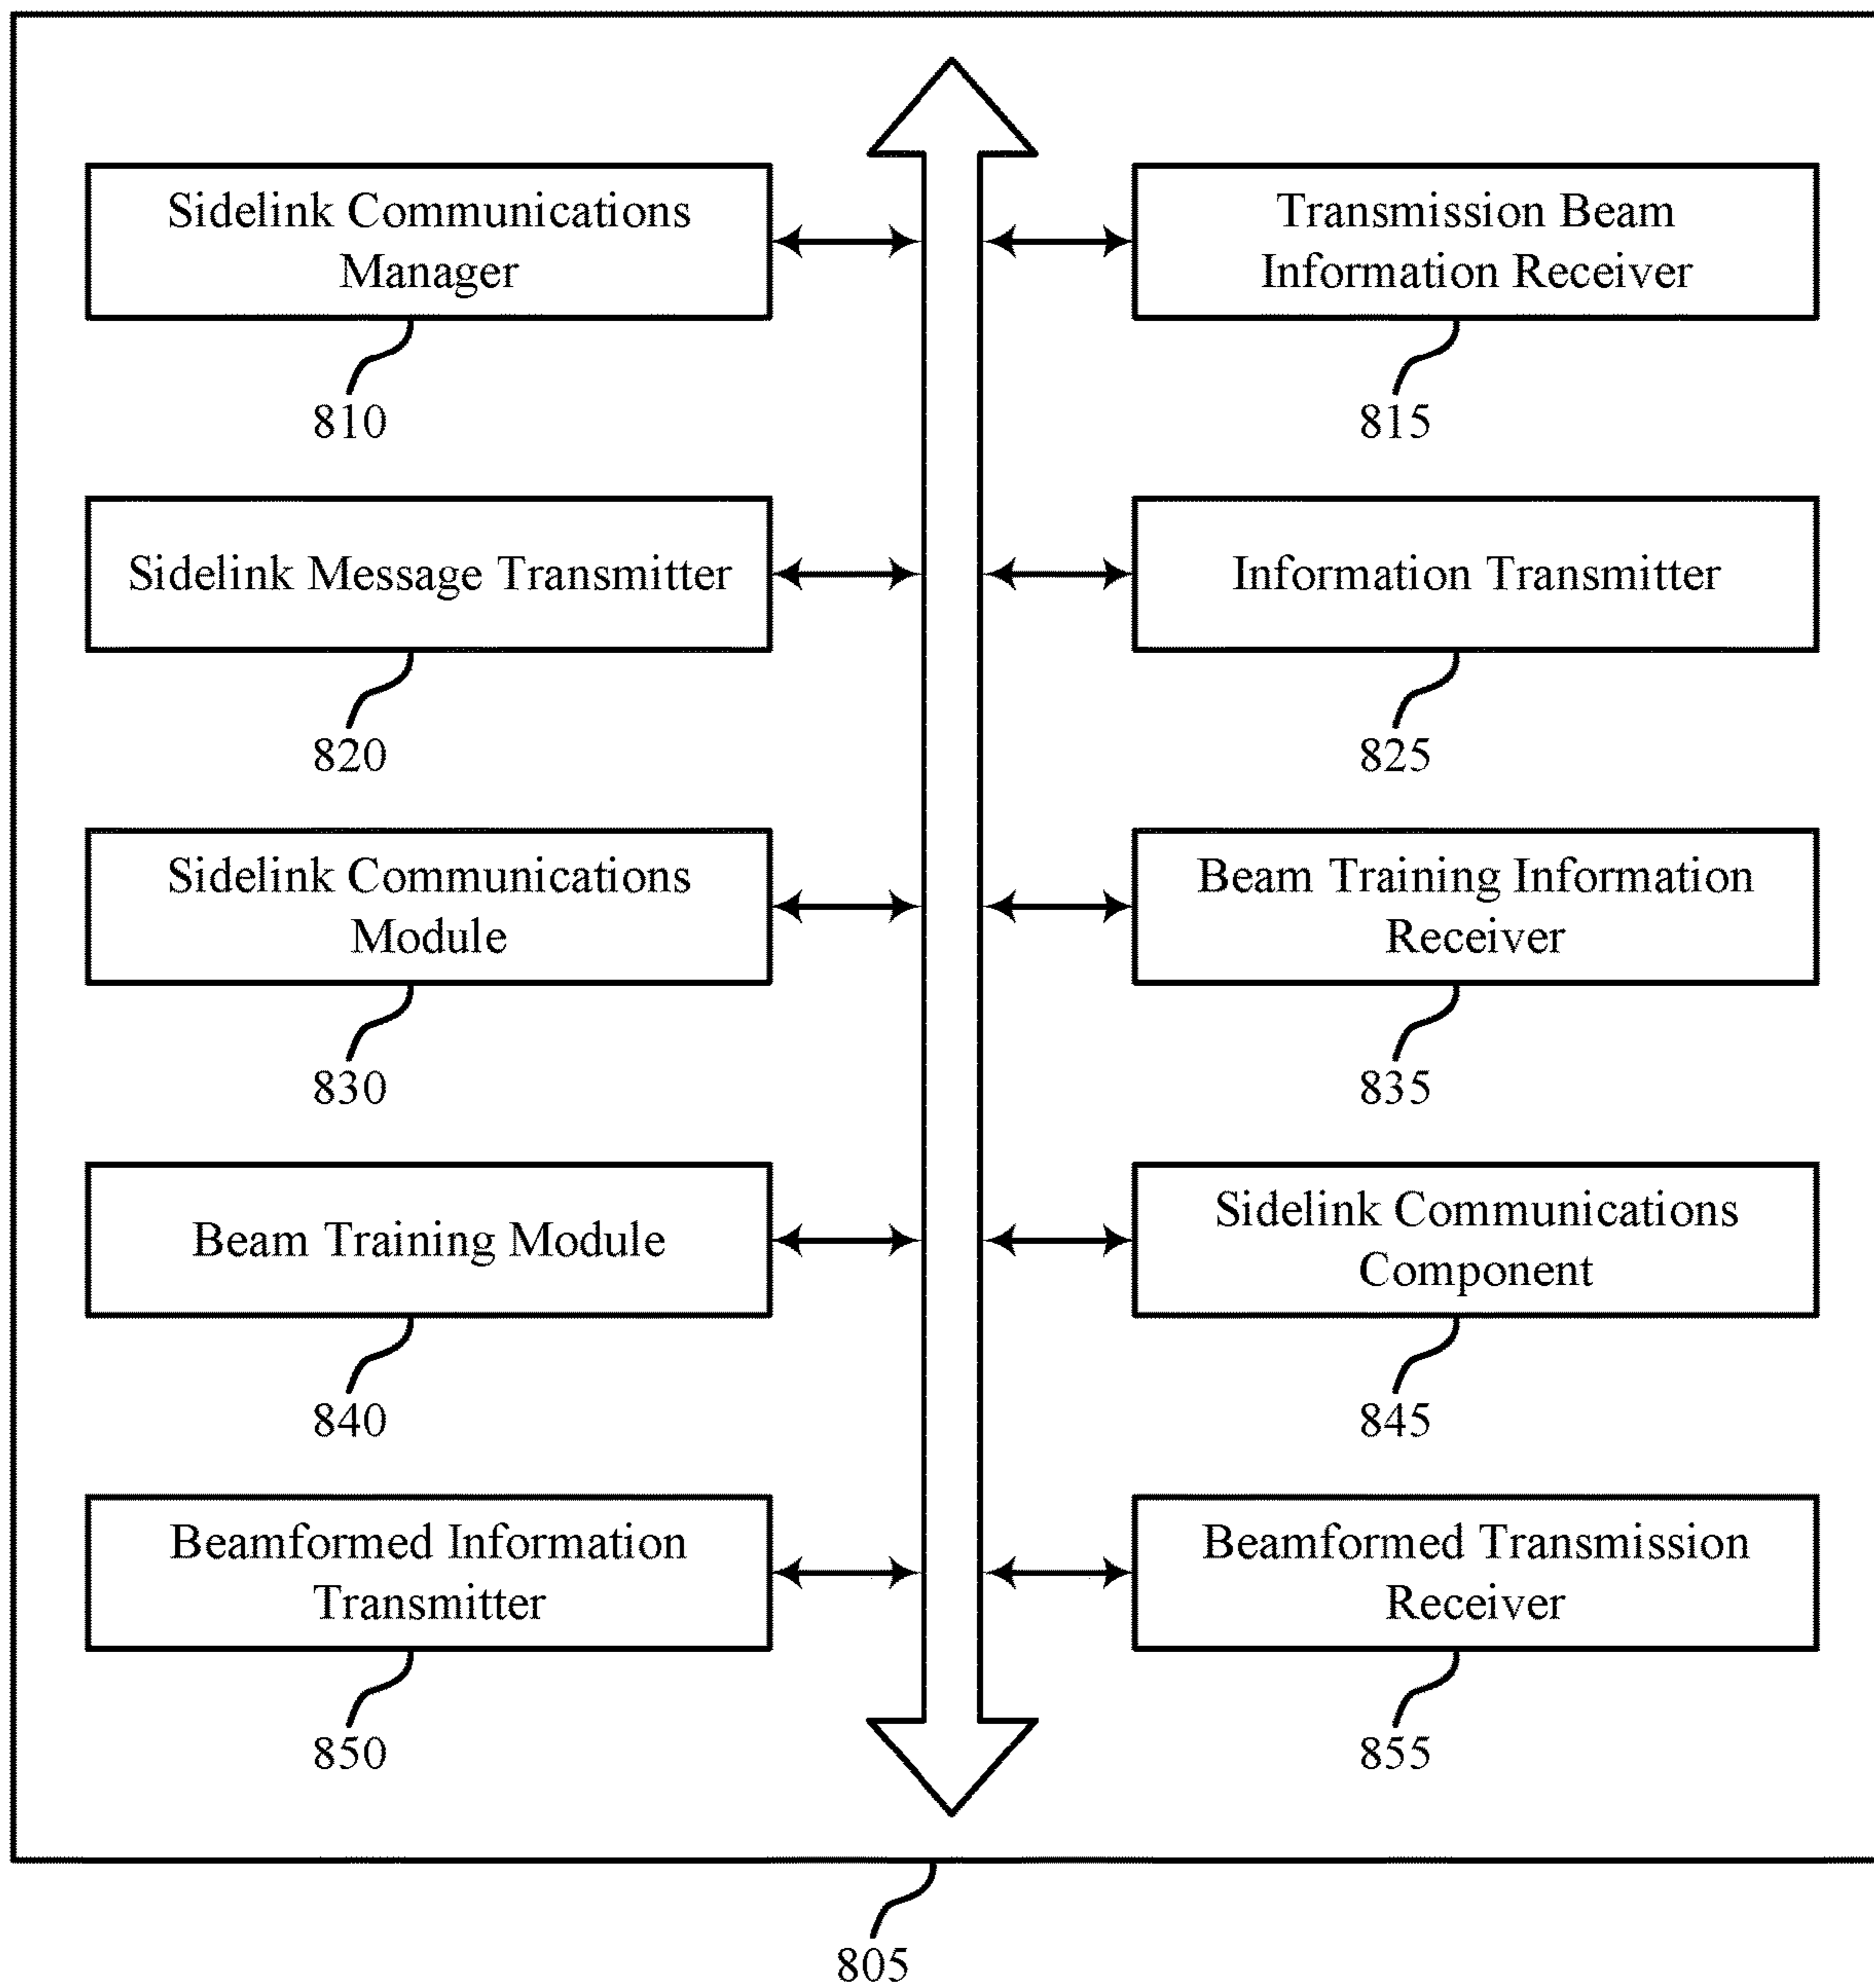 Sidelink Communications
Manager
810
Transmission Beam
Information Receiver
815
Sidelink Message Transmitter
820
Information Transmitter
825
Sidelink Communications
Module
830
Beam Training Information
Receiver
835
Beam Training Module
840
Sidelink Communications
Component
845
Beamformed Information
Transmitter
850
Beamformed Transmission
Receiver
855
805